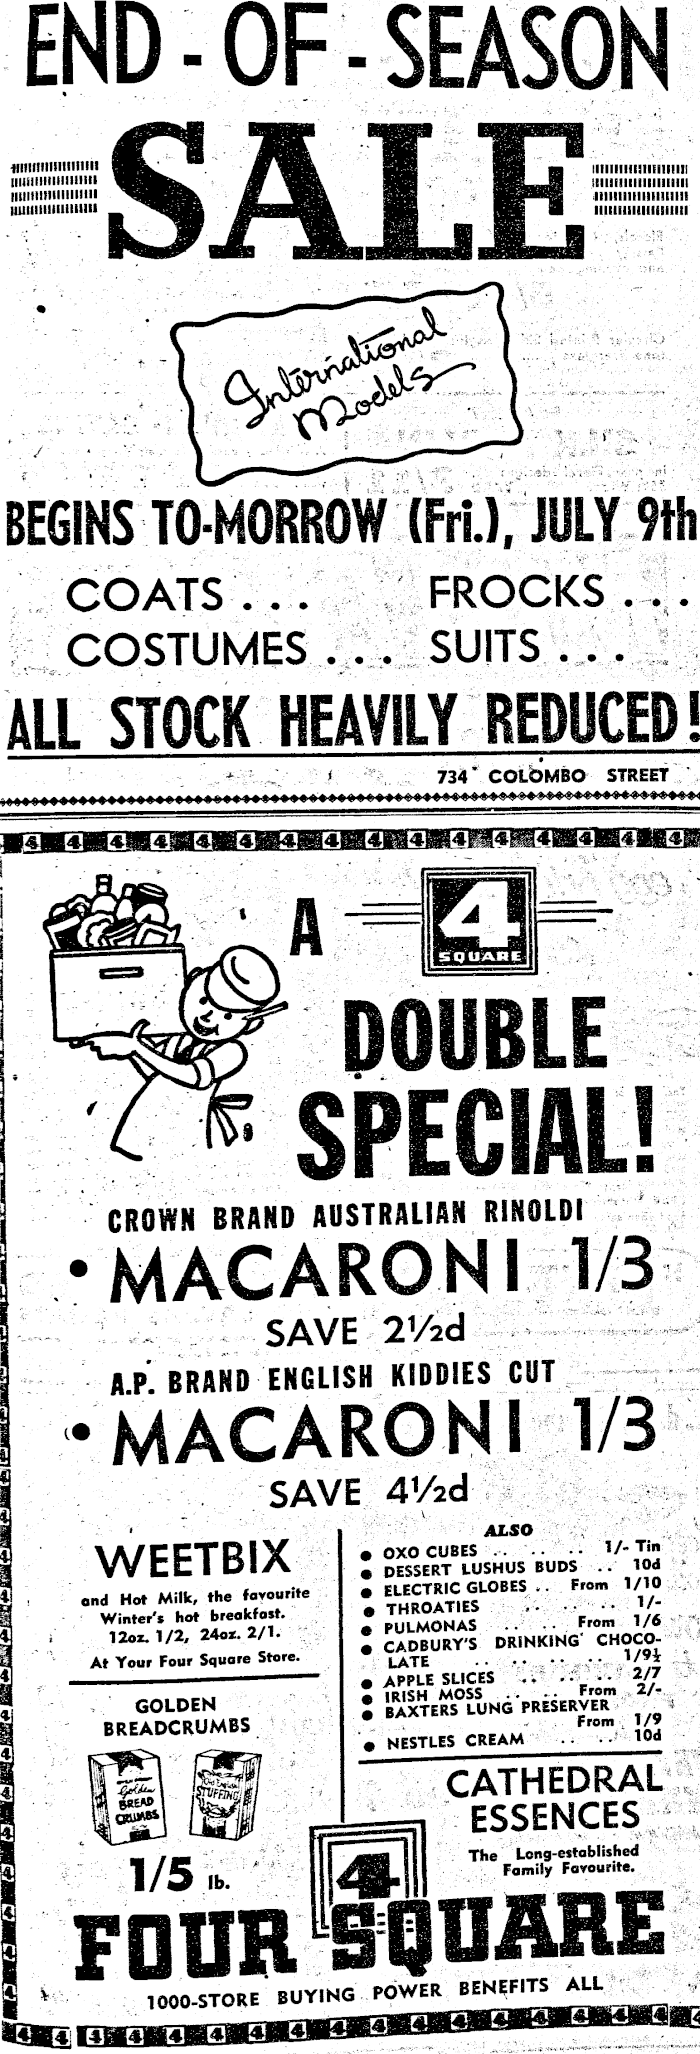 END - OF - SEASON
SALE
International
Models
BEGINS TO-MORROW (Fri.), JULY 9th
COATS . . . FROCKS . . .
COSTUMES . . . SUITS . . .
ALL STOCK HEAVILY REDUCED!
734 COLOMBO STREET
A
4
SQUARE
DOUBLE
SPECIAL!
CROWN BRAND AUSTRALIAN RINOLDI
• MACARONI 1/3
SAVE 2½d
A.P. BRAND ENGLISH KIDDIES CUT
• MACARONI 1/3
SAVE 4½d
WEETBIX
and Hot Milk, the favourite
Winter's hot breakfast.
12oz. 1/2, 24oz. 2/1.
At Your Four Square Store.
GOLDEN
BREADCRUMBS
Golden
BREAD
CRUMBS
Old English
STUFFING
1/5 lb.
ALSO
• OXO CUBES .. .. .. 1/- Tin
• DESSERT LUSHUS BUDS .. 10d
• ELECTRIC GLOBES .. From 1/10
• THROATIES .. .. .. 1/-
• PULMONAS .. .. From 1/6
• CADBURY'S DRINKING CHOCO-
LATE .. .. .. .. 1/9½
• APPLE SLICES .. .. .. 2/7
• IRISH MOSS .. .. From 2/-
• BAXTERS LUNG PRESERVER
From 1/9
• NESTLES CREAM .. .. 10d
CATHEDRAL
ESSENCES
The Long-established
Family Favourite.
4
FOUR SQUARE
1000-STORE BUYING POWER BENEFITS ALL